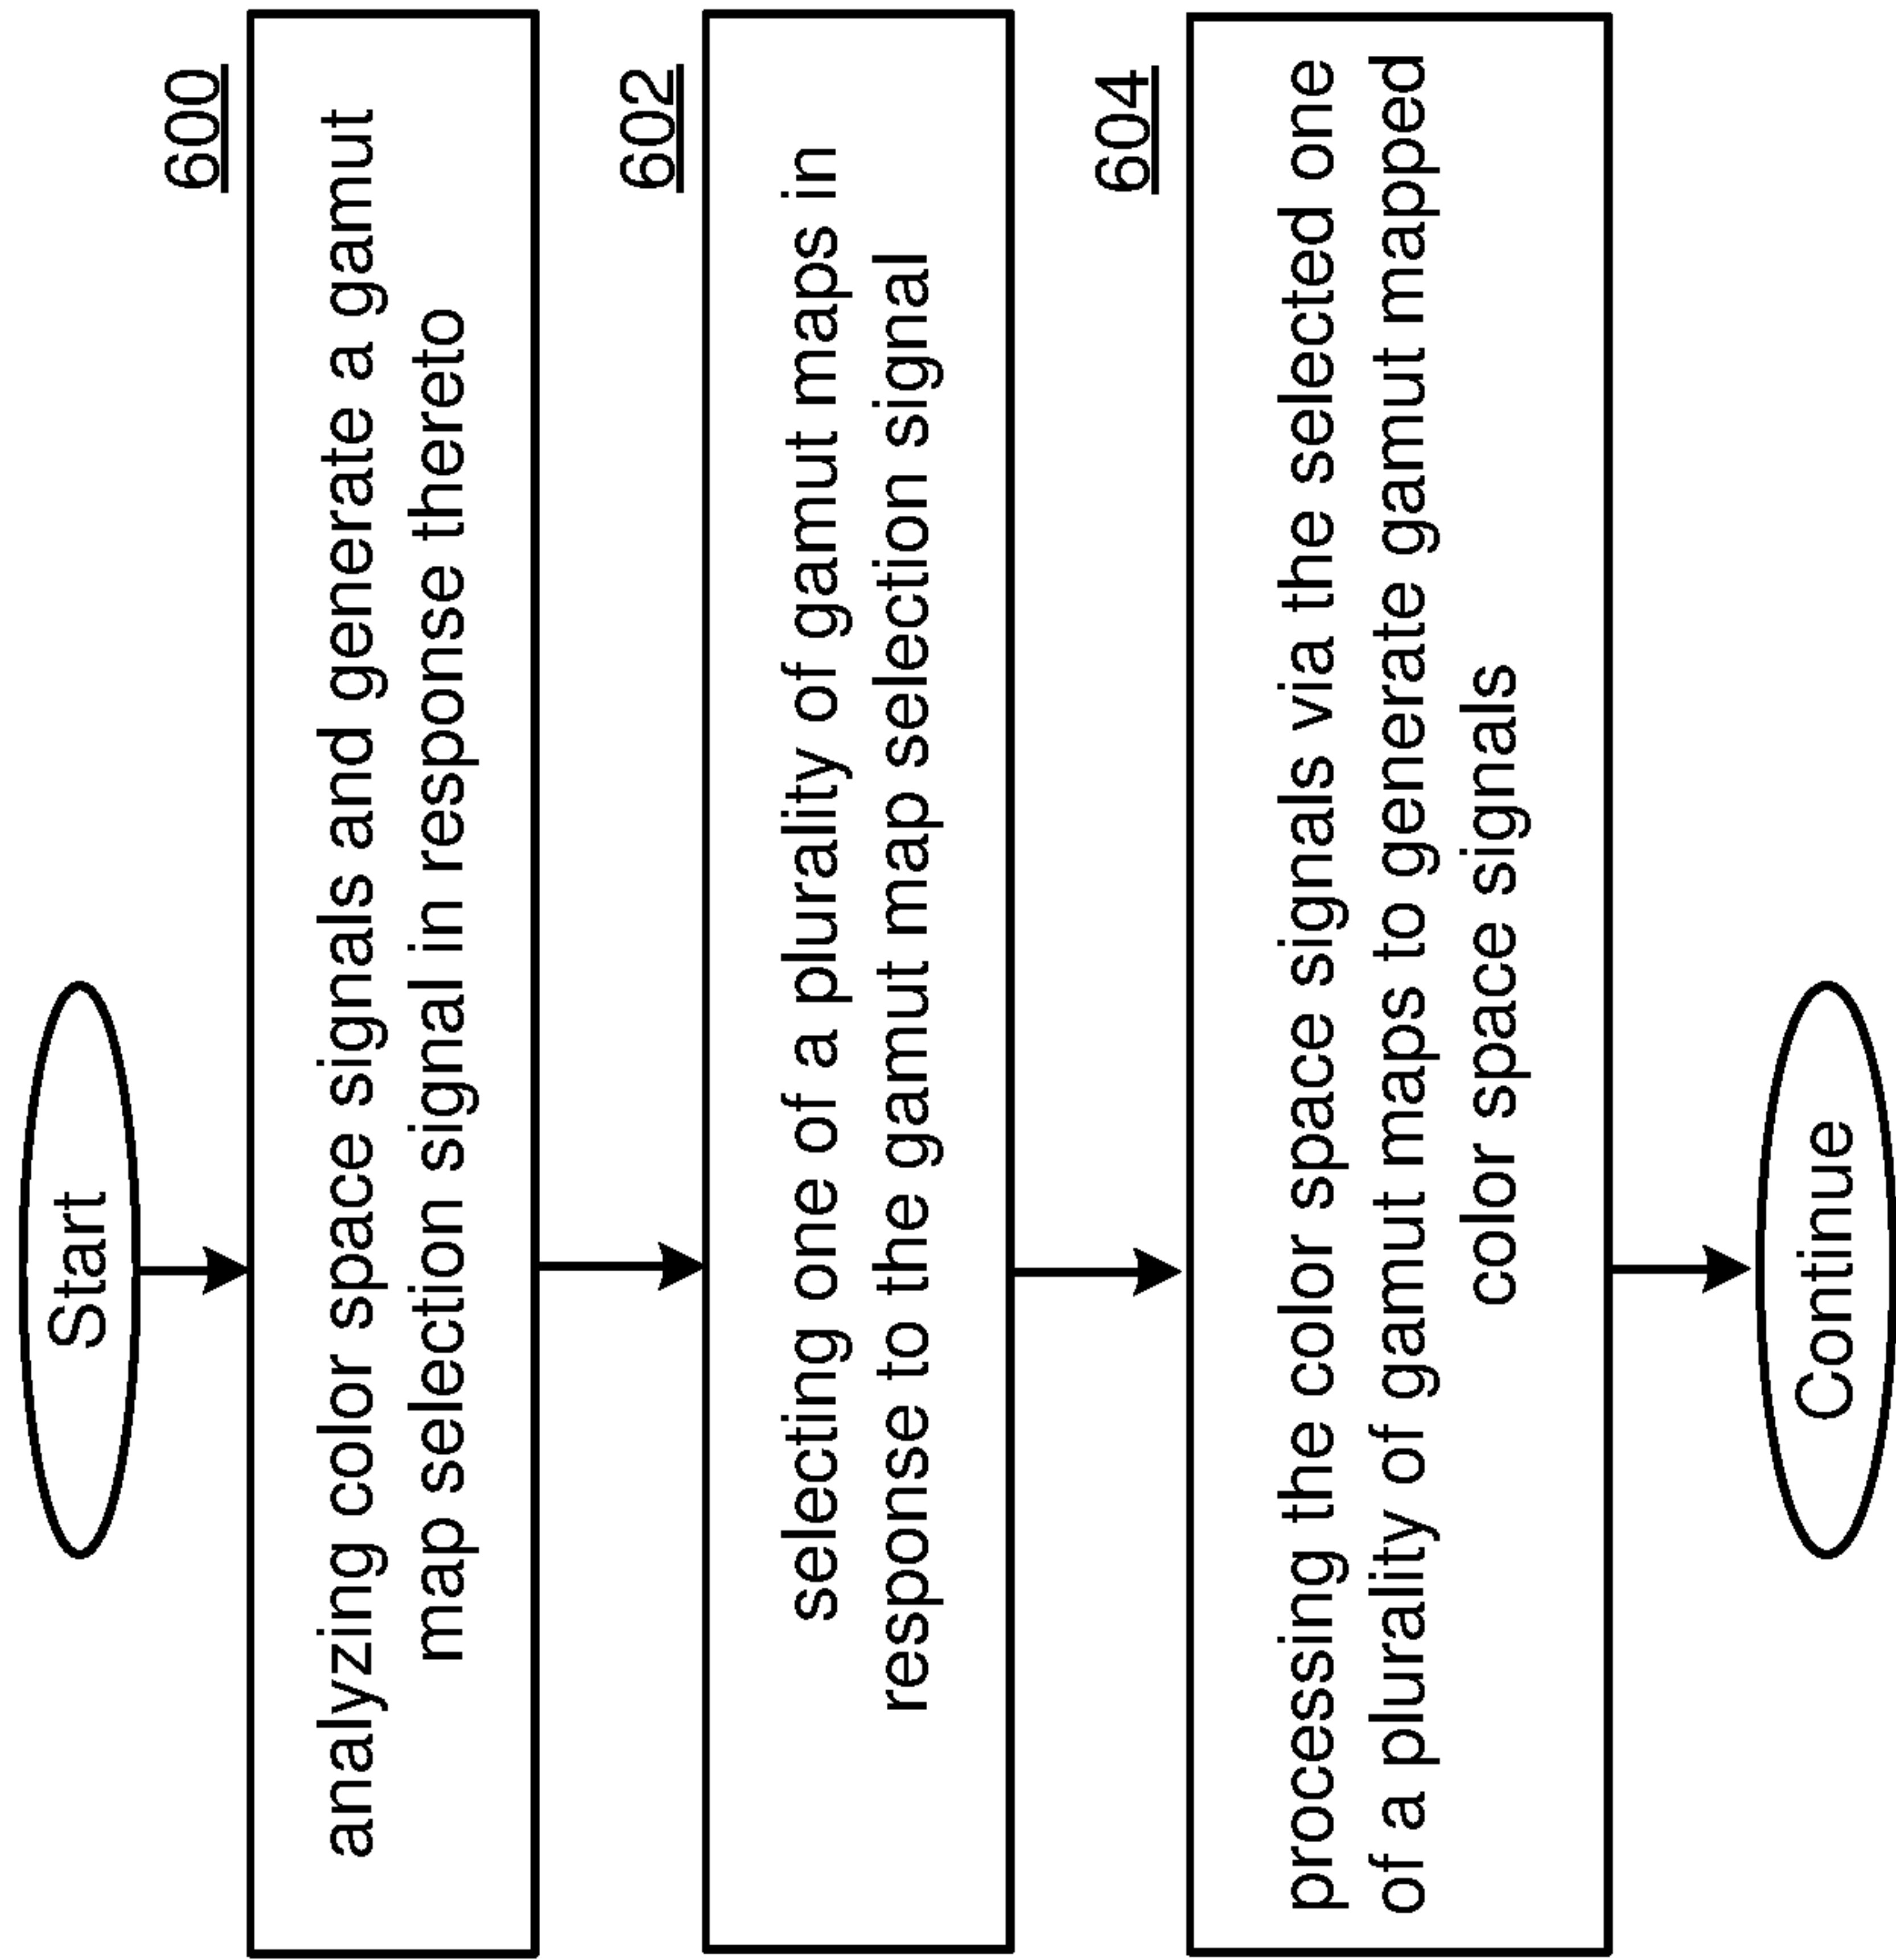 Start
600
analyzing color space signals and generate a gamut
map selection signal in response thereto
602
selecting one of a plurality of gamut maps in
response to the gamut map selection signal
604
processing the color space signals via the selected one
of a plurality of gamut maps to generate gamut mapped
color space signals
Continue